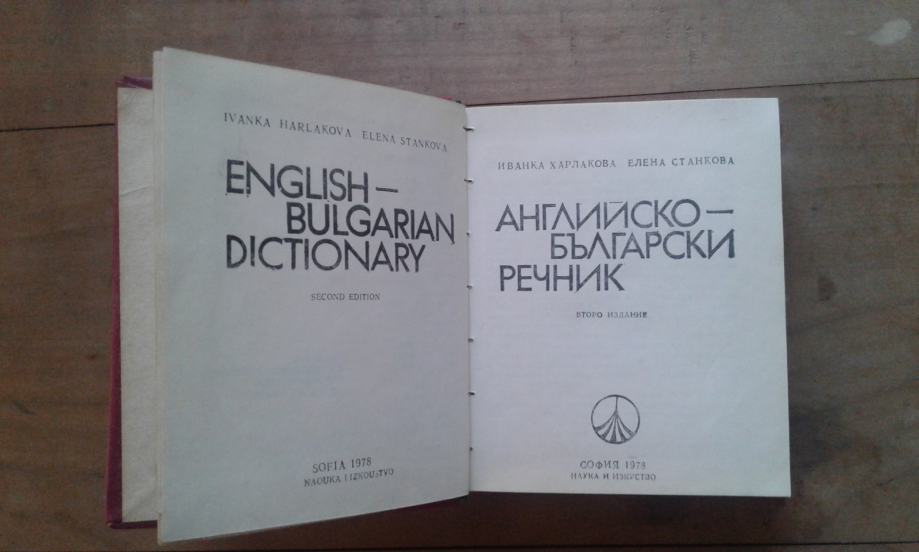 IVANKA HARLAKOVA ELENA STANKOVA
ENGLISH—
BULGARIAN
DICTIONARY
SECOND EDITION
SOFIA 1978
NAOUKA I IZKOUSTVO
ИВАНКА ХАРЛАКОВА ЕЛЕНА СТАНКОВА
АНГЛИЙСКО—
БЪЛГАРСКИ
РЕЧНИК
ВТОРО ИЗДАНИЕ
СОФИЯ 1978
НАУКА И ИЗКУСТВО